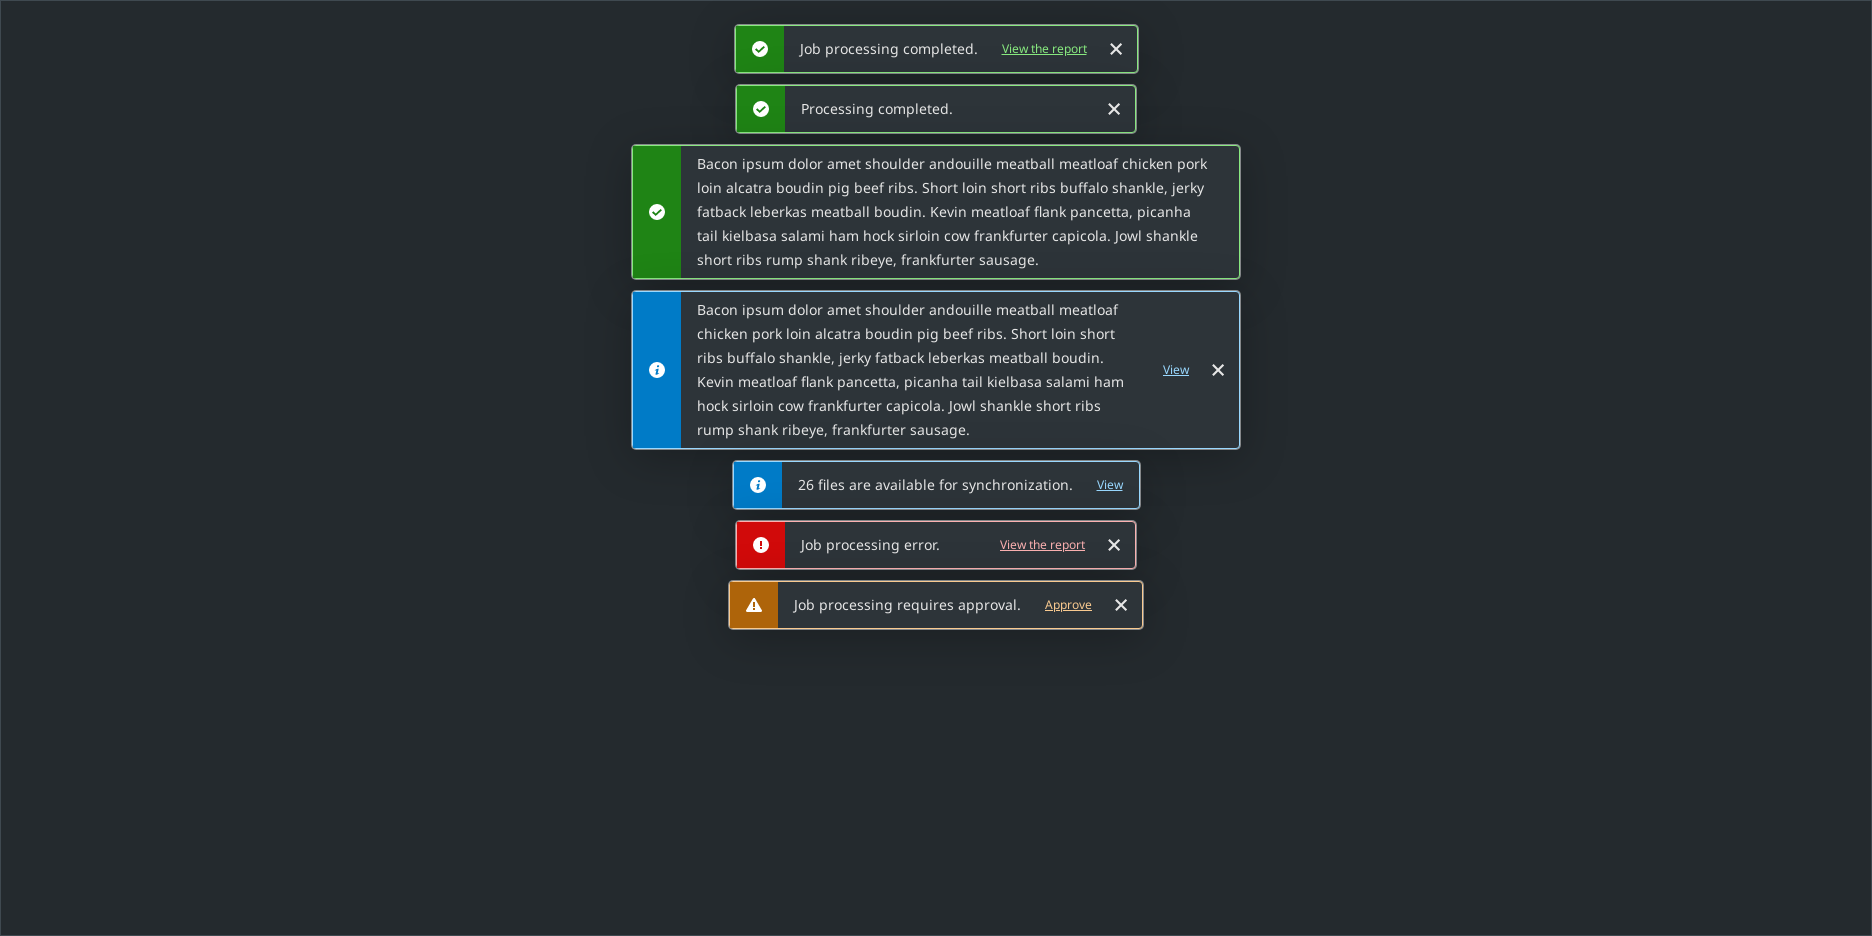 Job processing completed. View the report
Processing completed.
Bacon ipsum dolor amet shoulder andouille meatball meatloaf chicken pork
loin alcatra boudin pig beef ribs. Short loin short ribs buffalo shankle, jerky
fatback leberkas meatball boudin. Kevin meatloaf flank pancetta, picanha
tail kielbasa salami ham hock sirloin cow frankfurter capicola. Jowl shankle
short ribs rump shank ribeye, frankfurter sausage.
Bacon ipsum dolor amet shoulder andouille meatball meatloaf
chicken pork loin alcatra boudin pig beef ribs. Short loin short
ribs buffalo shankle, jerky fatback leberkas meatball boudin.
Kevin meatloaf flank pancetta, picanha tail kielbasa salami ham
hock sirloin cow frankfurter capicola. Jowl shankle short ribs
rump shank ribeye, frankfurter sausage.
View
26 files are available for synchronization. View
Job processing error. View the report
Job processing requires approval. Approve